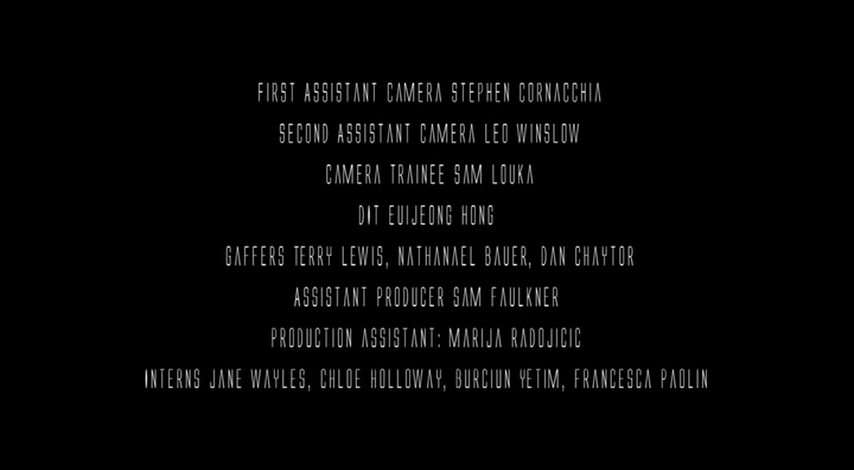 FIRST ASSISTANT CAMERA STEPHEN CORNACCHIA
SECOND ASSISTANT CAMERA LEO WINSLOW
CAMERA TRAINEE SAM LOUKA
DIT EUIJEONG HONG
GAFFERS TERRY LEWIS, NATHANAEL BAUER, DAN CHAYTOR
ASSISTANT PRODUCER SAM FAULKNER
PRODUCTION ASSISTANT: MARIJA RADOJICIC
INTERNS JANE WAYLES, CHLOE HOLLOWAY, BURCIUN YETIM, FRANCESCA PAOLIN